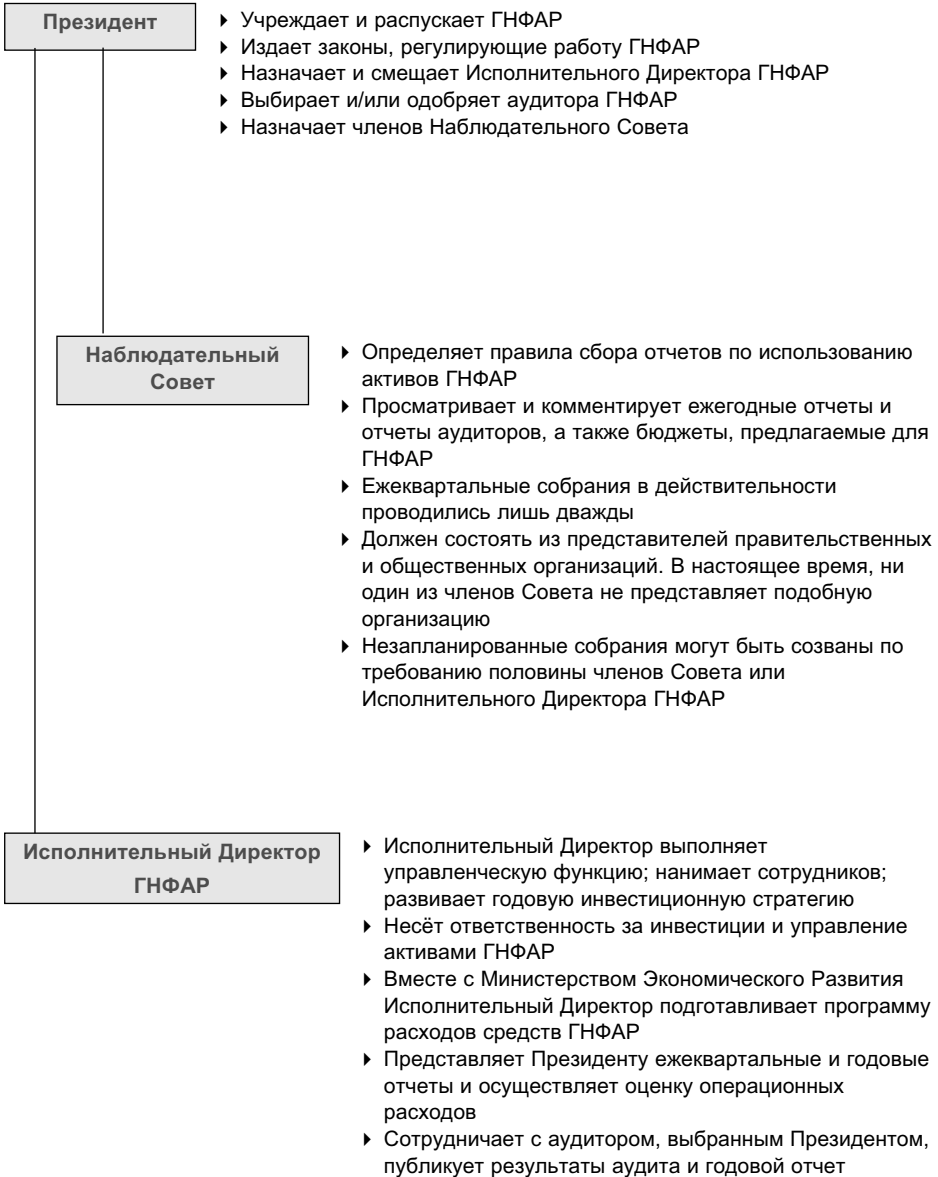 Президент
▸ Учреждает и распускает ГНФАР
▸ Издает законы, регулирующие работу ГНФАР
▸ Назначает и смещает Исполнительного Директора ГНФАР
▸ Выбирает и/или одобряет аудитора ГНФАР
▸ Назначает членов Наблюдательного Совета
Наблюдательный
Совет
▸ Определяет правила сбора отчетов по использованию
активов ГНФАР
▸ Просматривает и комментирует ежегодные отчеты и
отчеты аудиторов, а также бюджеты, предлагаемые для
ГНФАР
▸ Ежеквартальные собрания в действительности
проводились лишь дважды
▸ Должен состоять из представителей правительственных
и общественных организаций. В настоящее время, ни
один из членов Совета не представляет подобную
организацию
▸ Незапланированные собрания могут быть созваны по
требованию половины членов Совета или
Исполнительного Директора ГНФАР
Исполнительный Директор
ГНФАР
▸ Исполнительный Директор выполняет
управленческую функцию; нанимает сотрудников;
развивает годовую инвестиционную стратегию
▸ Несёт ответственность за инвестиции и управление
активами ГНФАР
▸ Вместе с Министерством Экономического Развития
Исполнительный Директор подготавливает программу
расходов средств ГНФАР
▸ Представляет Президенту ежеквартальные и годовые
отчеты и осуществляет оценку операционных
расходов
▸ Сотрудничает с аудитором, выбранным Президентом,
публикует результаты аудита и годовой отчет